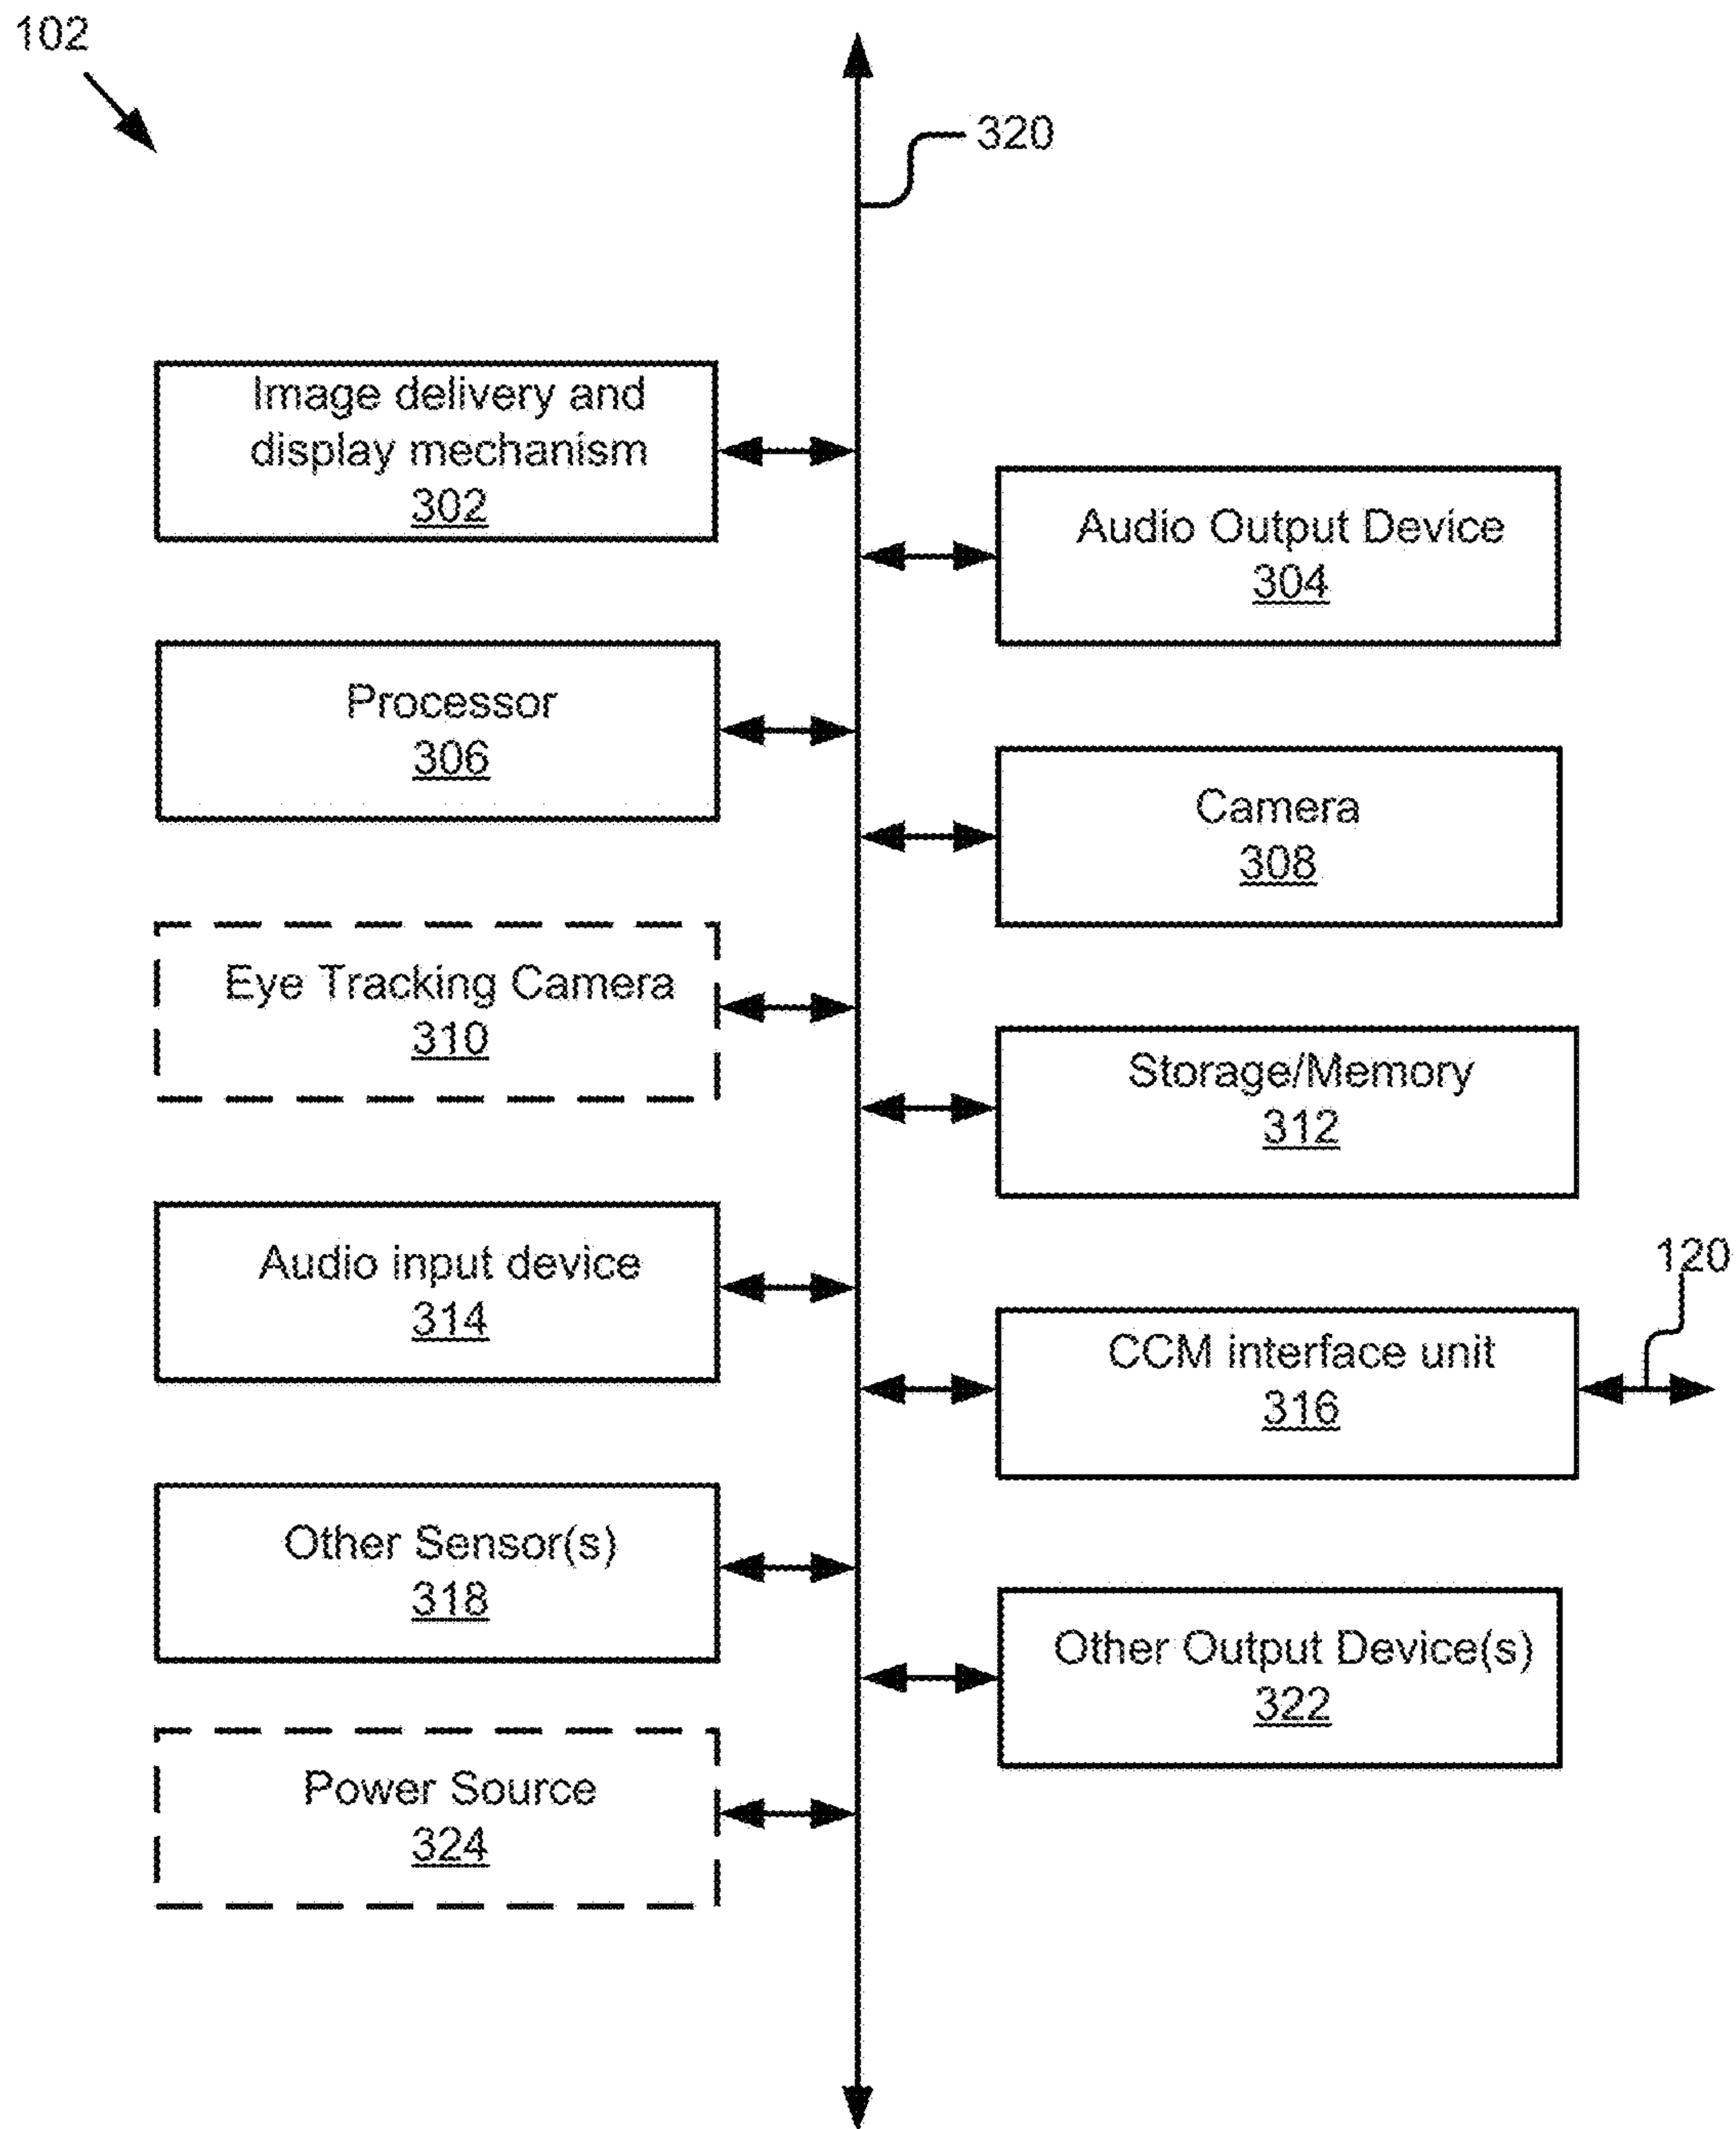 102
320
Image delivery and
display mechanism
302
Audio Output Device
304
Processor
306
Camera
308
Eye Tracking Camera
310
Storage/Memory
312
Audio input device
314
120
CCM interface unit
316
Other Sensor(s)
318
Other Output Device(s)
322
Power Source
324